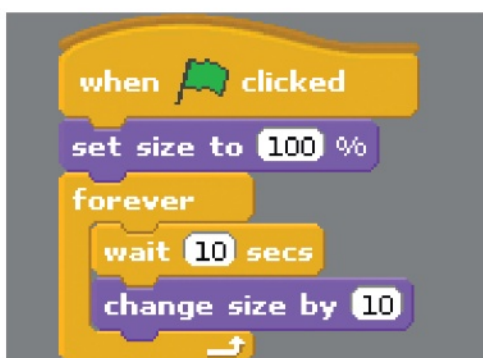 when clicked
set size to 100 %
forever
wait 10 secs
change size by 10